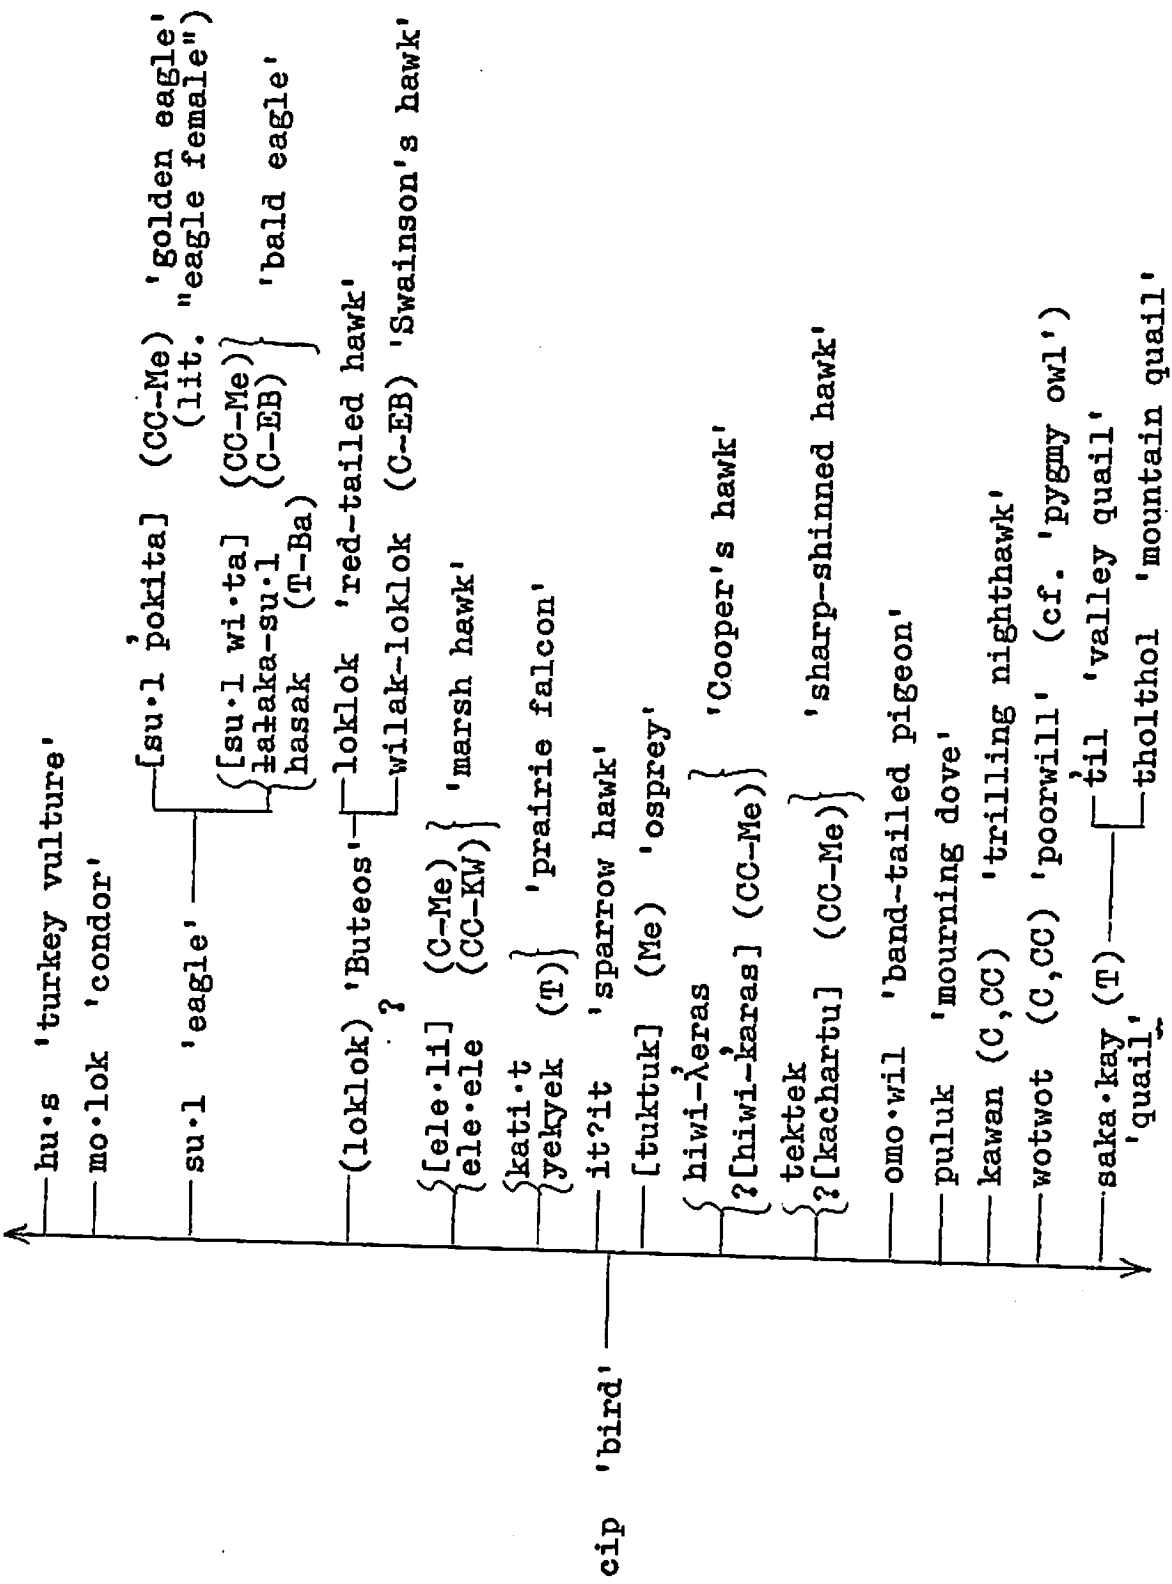 cip 'bird'
hu·s 'turkey vulture'
mo·lok 'condor'
su·l 'eagle'
[su·l p̓okita] (CC-Me) 'golden eagle'
(lit. "eagle female")
[su·l wi·ta] (CC-Me)
łałaka-su·l (C-EB)
hasak (T-Ba)
'bald eagle'
(loklok) 'Buteos'
?
loklok 'red-tailed hawk'
wilak-loklok (C-EB) 'Swainson's hawk'
[ele·li] (C-Me)
ele·ele (CC-KW)
'marsh hawk'
kati·t
yekyek (T)
'prairie falcon'
it?it 'sparrow hawk'
[tuktuk] (Me) 'osprey'
hiwi-ƛ̓eras
?[hiwi-k̓aras] (CC-Me)
'Cooper's hawk'
tektek
?[kachartu] (CC-Me)
'sharp-shinned hawk'
omo·wil 'band-tailed pigeon'
puluk 'mourning dove'
kawan (C,CC) 'trilling nighthawk'
wotwot (C,CC) 'poorwill' (cf. 'pygmy owl')
saka·kay (T)
'quail'
t̓il 'valley quail'
tholthol 'mountain quail'